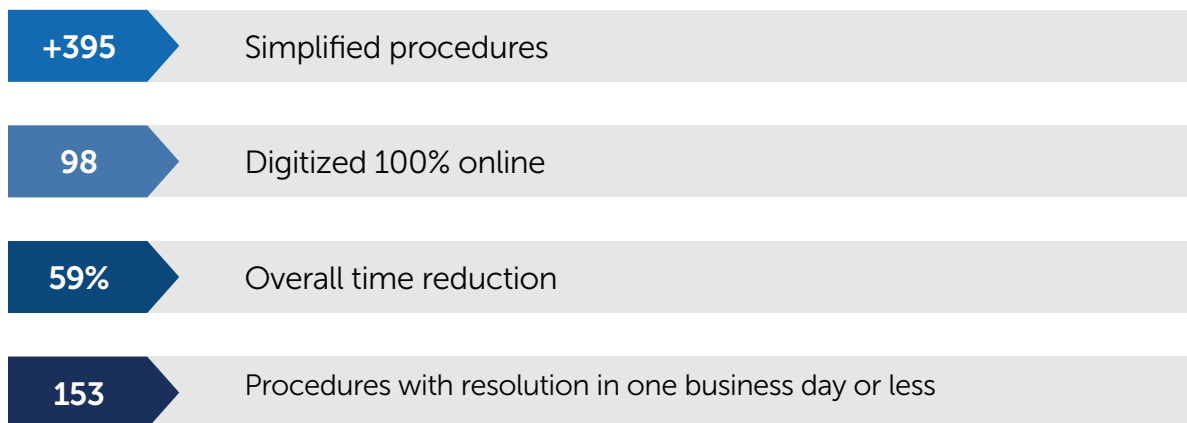 +395 Simplified procedures
98 Digitized 100% online
59% Overall time reduction
153 Procedures with resolution in one business day or less